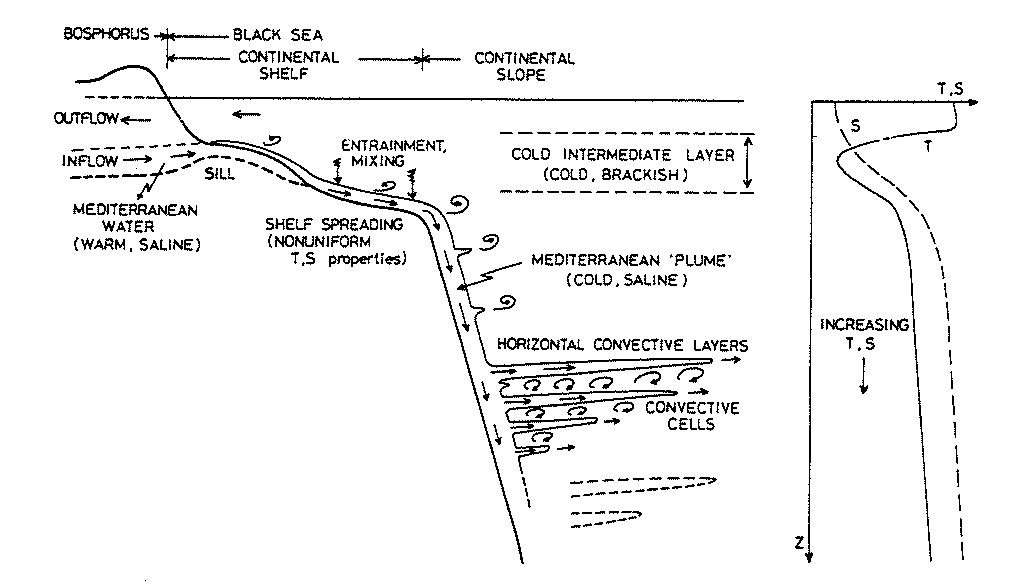 BOSPHORUS
BLACK SEA
CONTINENTAL
SHELF
CONTINENTAL
SLOPE
OUTFLOW
INFLOW
SILL
MEDITERRANEAN
WATER
(WARM, SALINE)
ENTRAINMENT,
MIXING
SHELF SPREADING
(NONUNIFORM
T,S properties)
COLD INTERMEDIATE LAYER
(COLD, BRACKISH)
MEDITERRANEAN 'PLUME'
(COLD, SALINE)
HORIZONTAL CONVECTIVE LAYERS
CONVECTIVE
CELLS
T,S
S
T
INCREASING
T,S
Z